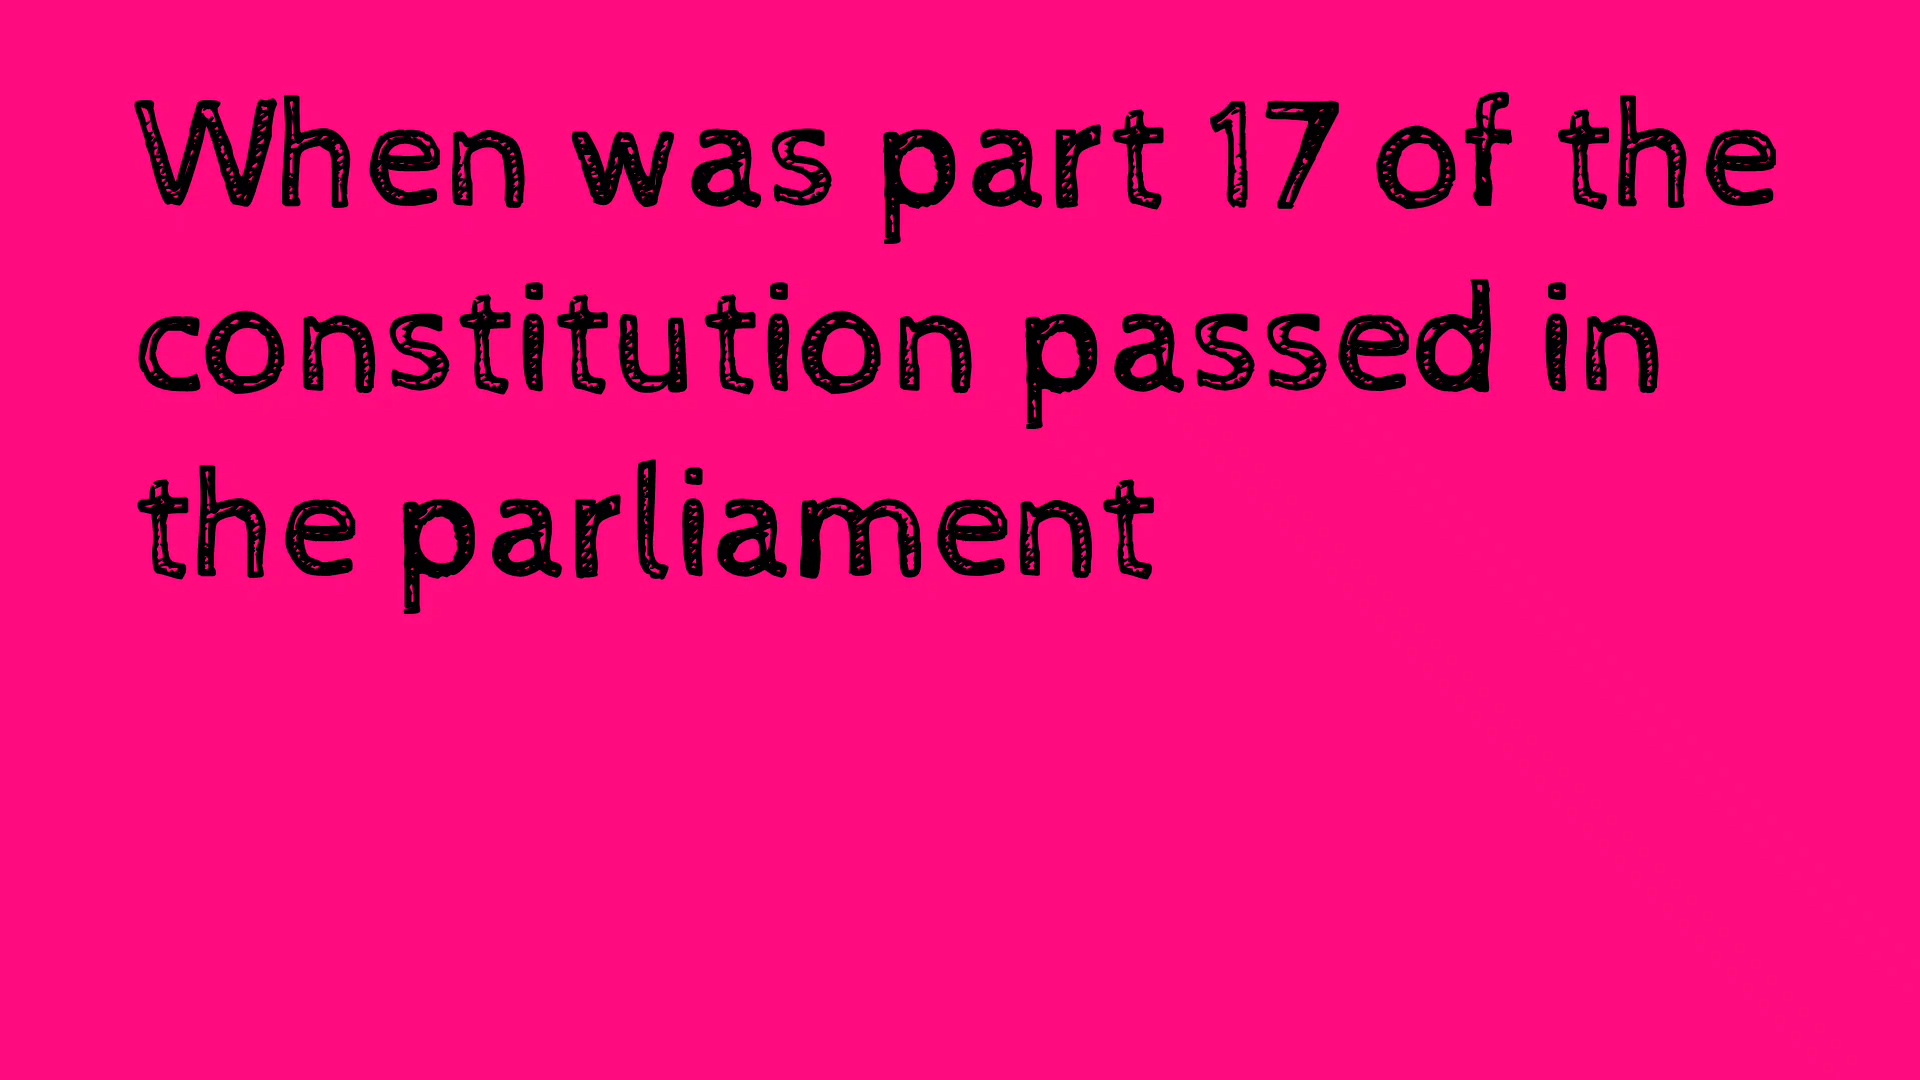 When was part 17 of the
constitution passed in
the parliament